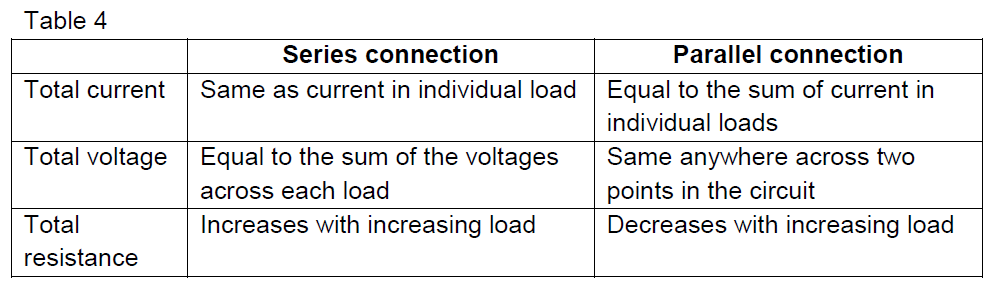 Table 4
Series connection Parallel connection
Total current Same as current in individual load Equal to the sum of current in
individual loads
Total voltage Equal to the sum of the voltages Same anywhere across two
across each load points in the circuit
Total Increases with increasing load Decreases with increasing load
resistance